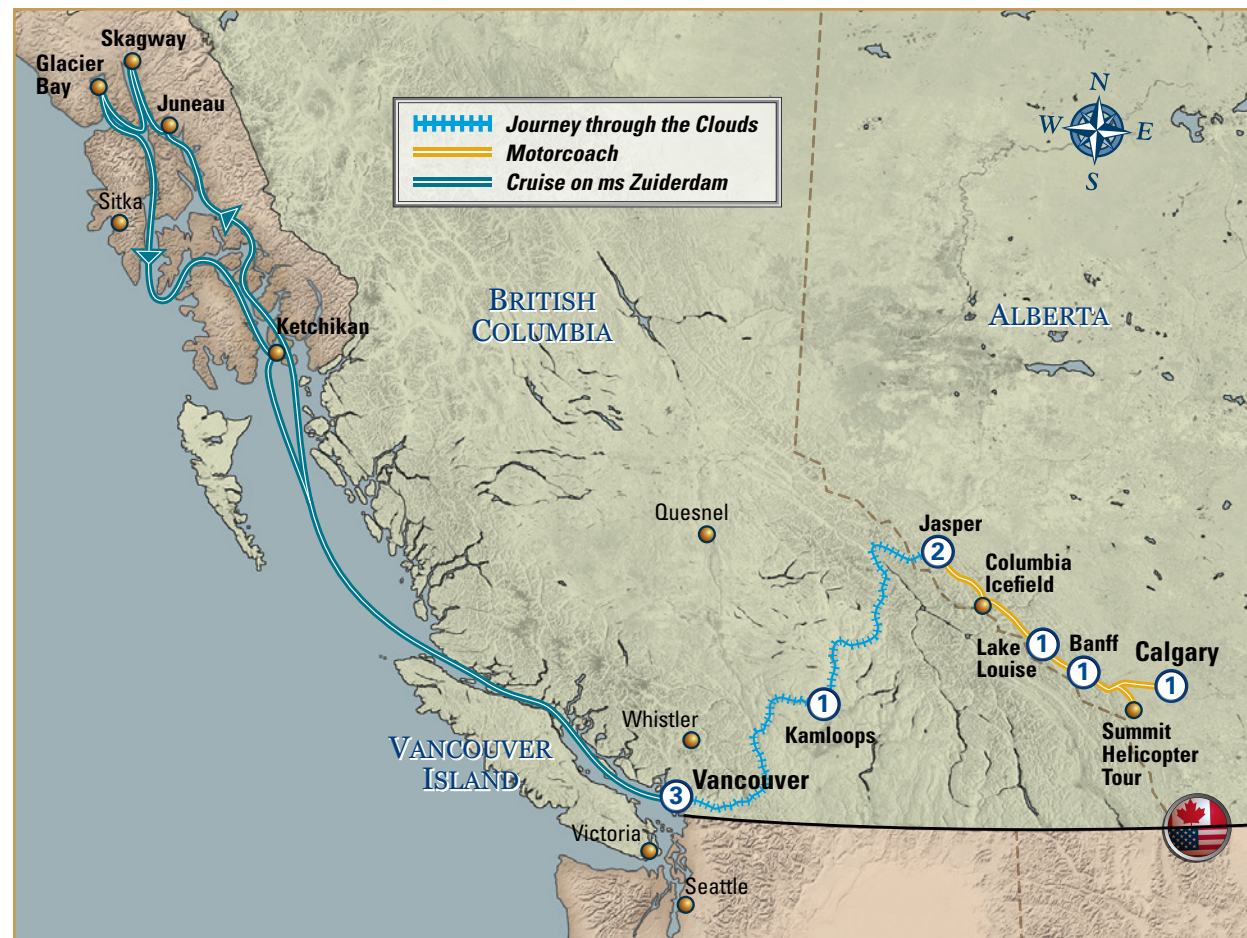 Skagway
Glacier
Bay
Juneau
N
W
E
S
Journey through the Clouds
Motorcoach
Cruise on ms Zuiderdam
Sitka
BRITISH
COLUMBIA
ALBERTA
Ketchikan
Quesnel
Jasper
2
Columbia
Icefield
Lake
Louise
1
Banff
1
Calgary
1
Kamloops
1
Summit
Helicopter
Tour
Whistler
VANCOUVER
ISLAND
Vancouver
3
Victoria
Seattle